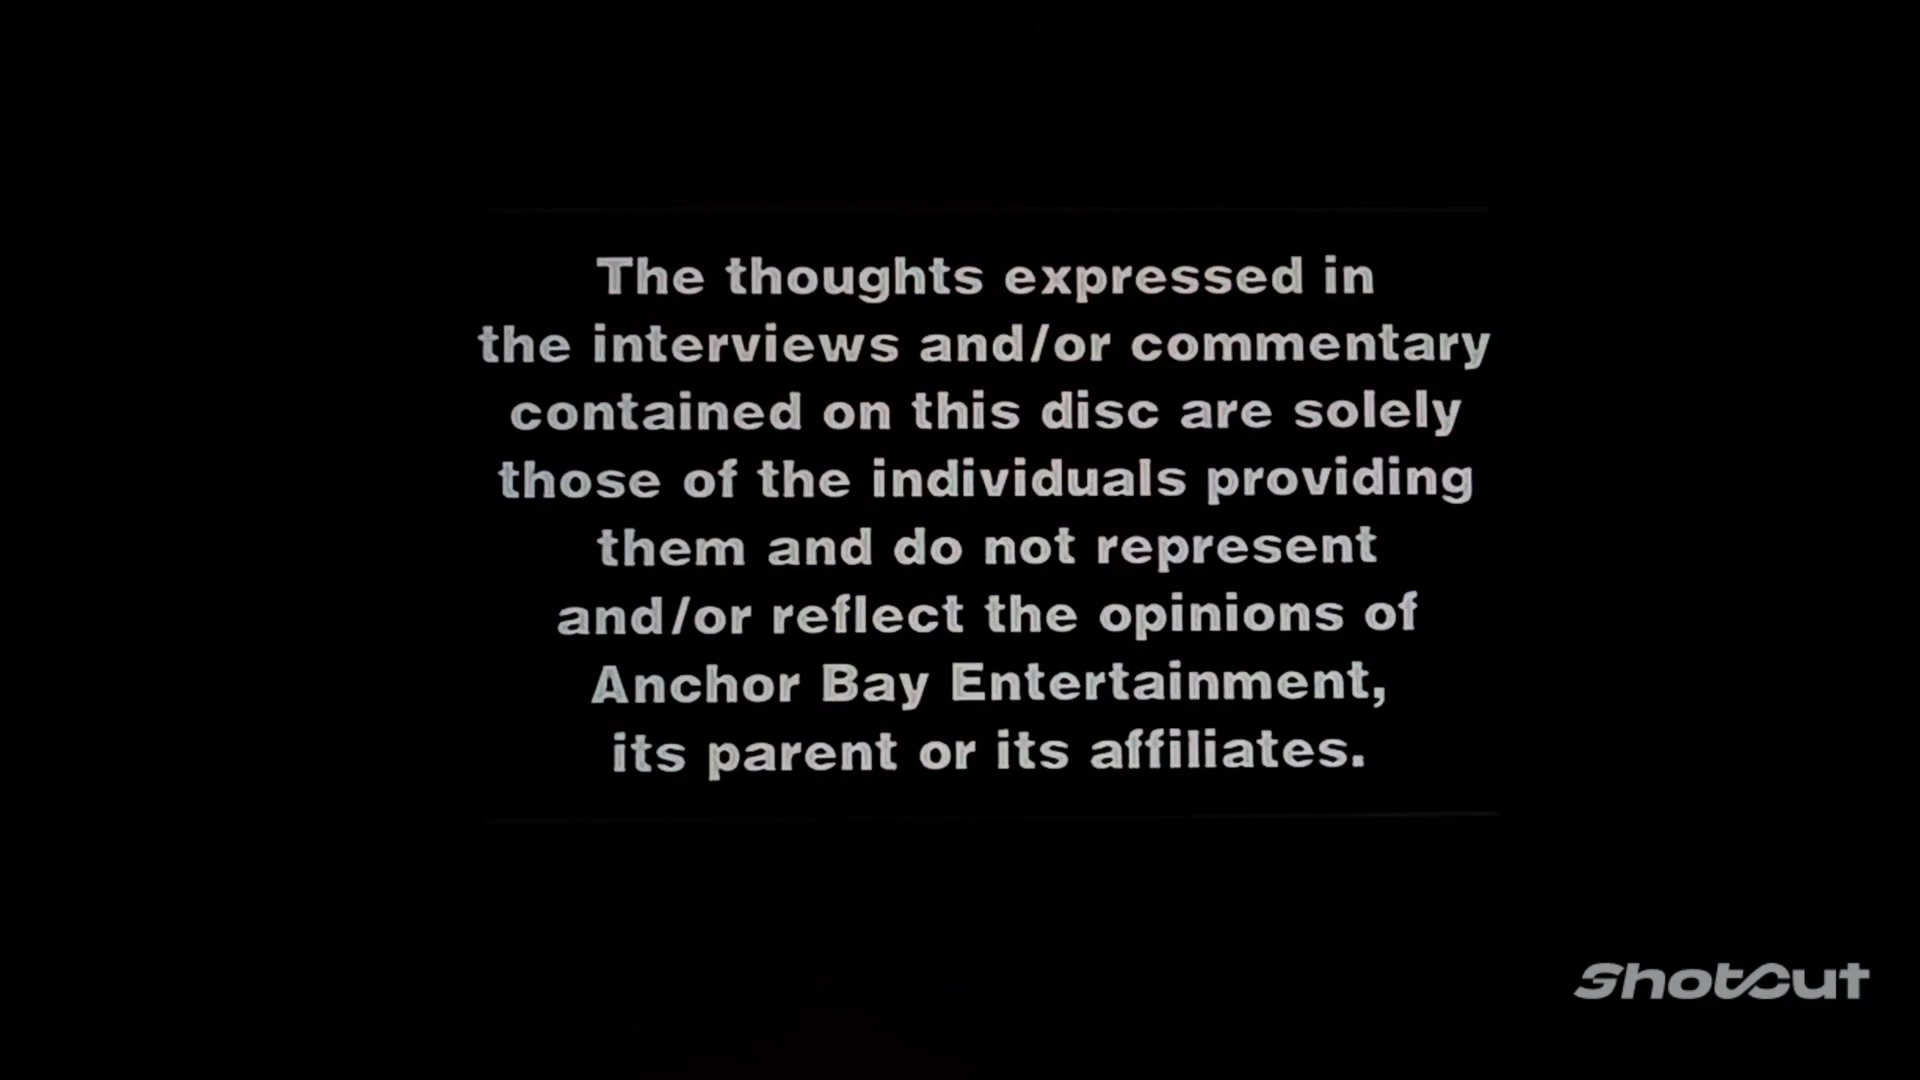 The thoughts expressed in
the interviews and/or commentary
contained on this disc are solely
those of the individuals providing
them and do not represent
and/or reflect the opinions of
Anchor Bay Entertainment,
its parent or its affiliates.
ShotCut